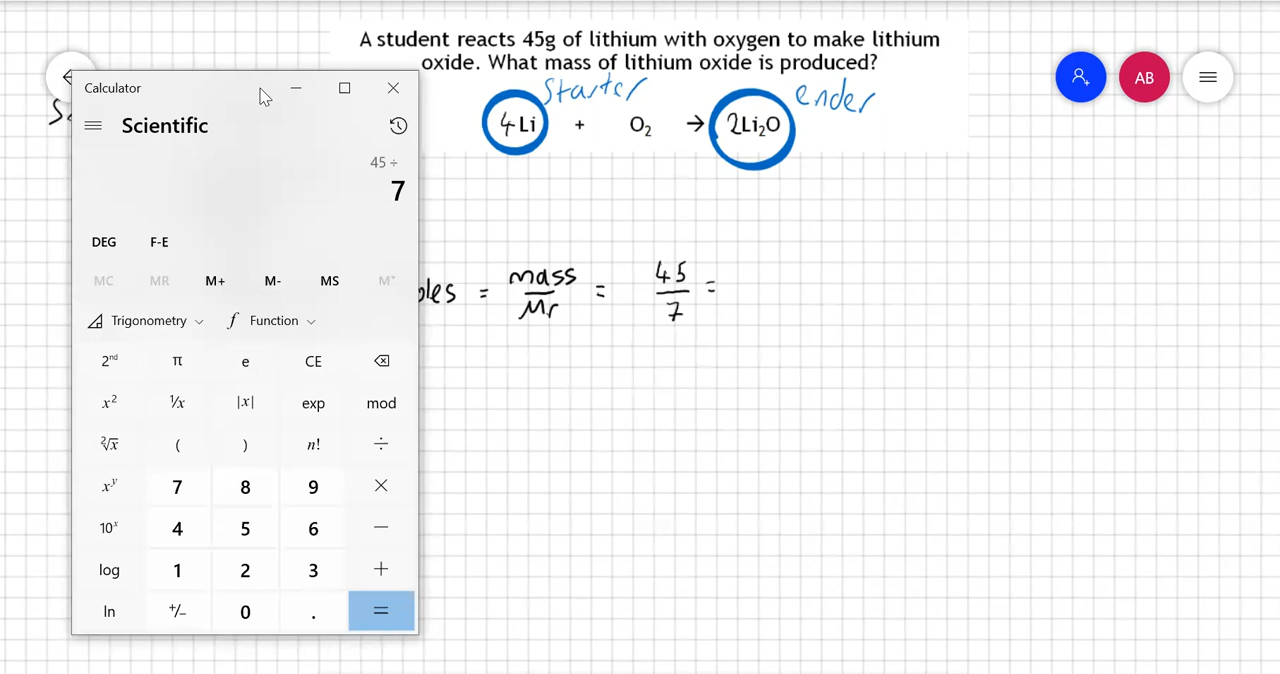 A student reacts 45g of lithium with oxygen to make lithium
oxide. What mass of lithium oxide is produced?
starter
ender
4Li + O₂ → 2Li₂O
AB
Calculator
Scientific
45 ÷
7
DEG F-E
MC MR M+ M- MS M˅
Trigonometry f Function
2ⁿᵈ π e CE
x² ¹/x |x| exp mod
²√x ( ) n! ÷
xʸ 7 8 9 ×
10ˣ 4 5 6 −
log 1 2 3 +
ln +/− 0 . =
oles = mass/Mr = 45/7 =